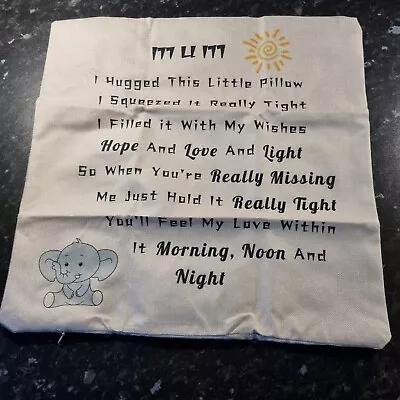 mum
I Hugged This Little Pillow
I Squeezed It Really Tight
I Filled it With My Wishes
Hope And Love And Light
So When You're Really Missing
Me Just Hold It Really Tight
You'll Feel My Love Within
It Morning, Noon And
Night